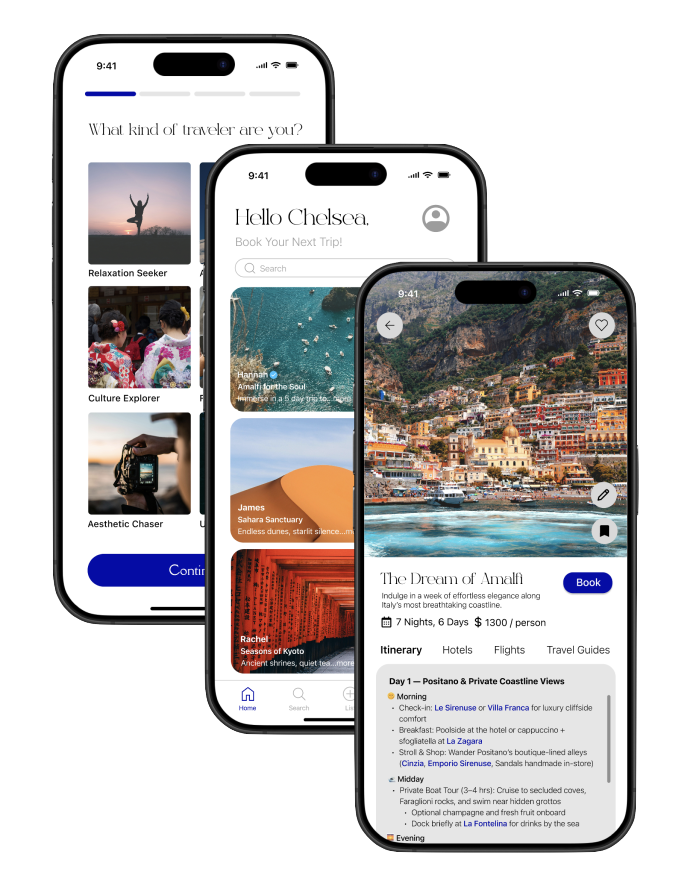 9:41
What kind of traveler are you?
Relaxation Seeker
Culture Explorer
Aesthetic Chaser
9:41
Hello Chelsea,
Book Your Next Trip!
Search
Hannah
Amalfi for the Soul
Immerse in a 5 day trip to... more
James
Sahara Sanctuary
Endless dunes, starlit silence...
Rachel
Seasons of Kyoto
Ancient shrines, quiet tea...more
Home
Search
9:41
The Dream of Amalfi
Book
Indulge in a week of effortless elegance along
Italy's most breathtaking coastline.
7 Nights, 6 Days $ 1300 / person
Itinerary Hotels Flights Travel Guides
Day 1 — Positano & Private Coastline Views
Morning
• Check-in: Le Sirenuse or Villa Franca for luxury cliffside
comfort
• Breakfast: Poolside at the hotel or cappuccino +
sfogliatella at La Zagara
• Stroll & Shop: Wander Positano's boutique-lined alleys
(Cinzia, Emporio Sirenuse, Sandals handmade in-store)
Midday
• Private Boat Tour (3–4 hrs): Cruise to secluded coves,
Faraglioni rocks, and swim near hidden grottos
• Optional champagne and fresh fruit onboard
• Dock briefly at La Fontelina for drinks by the sea
Evening